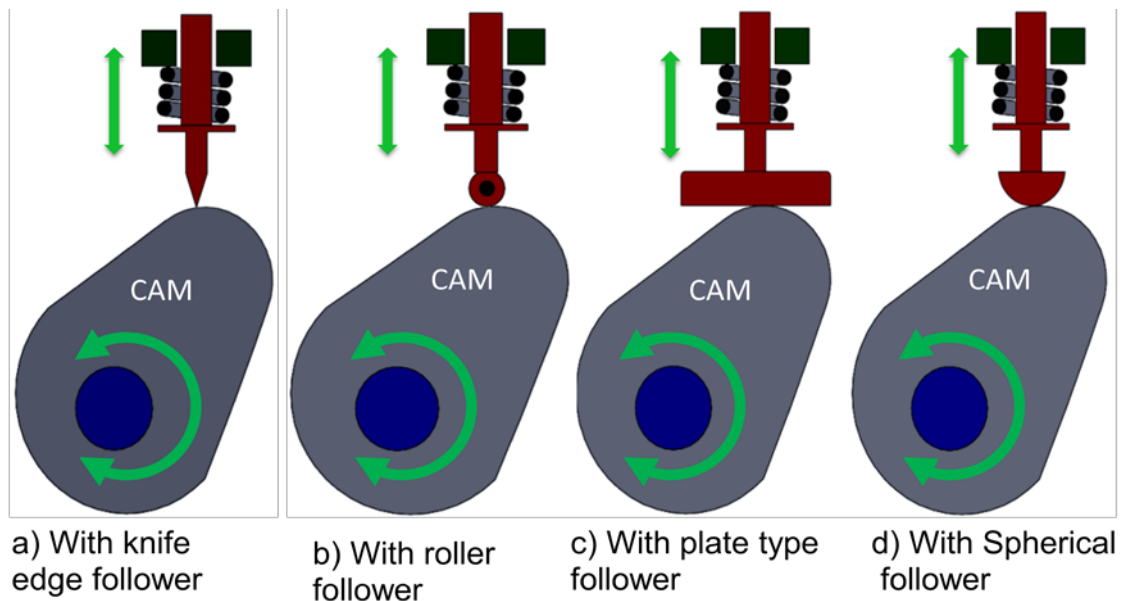 CAM
CAM
CAM
CAM
a) With knife
edge follower
b) With roller
follower
c) With plate type
follower
d) With Spherical
follower